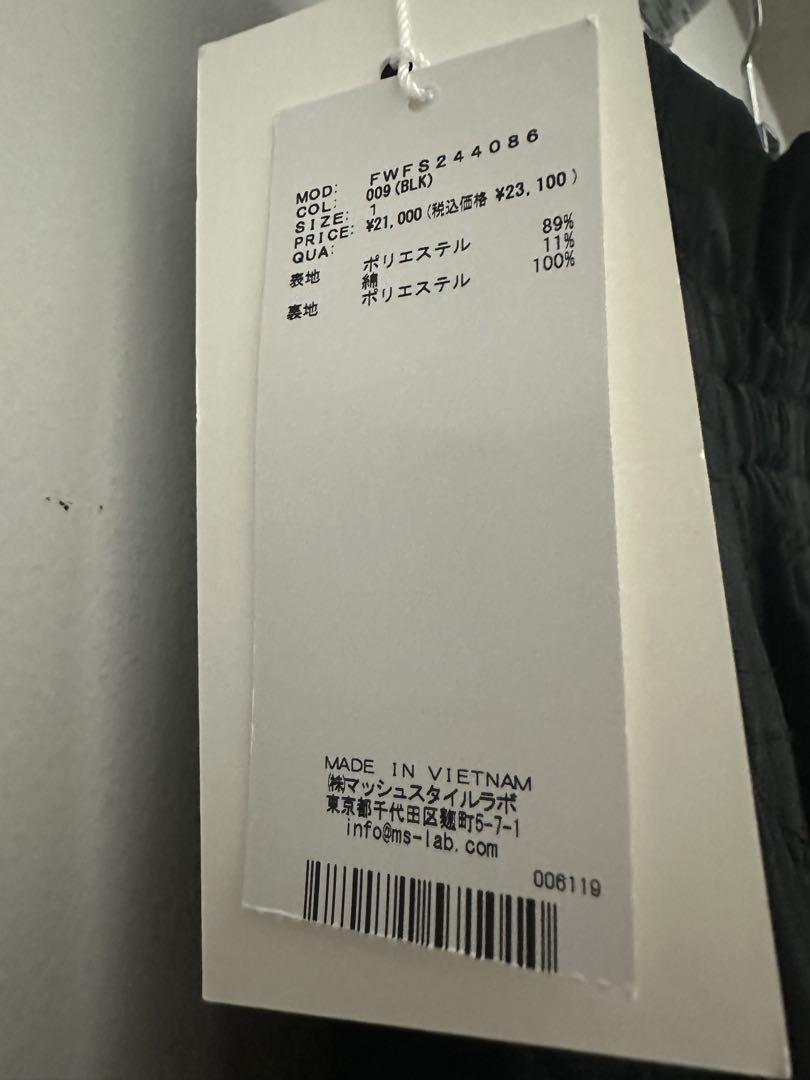 MOD: FWFS244086
COL: 009(BLK)
SIZE: 1
PRICE: ¥21,000(税込価格 ¥23,100)
QUA:
表地 ポリエステル 89%
綿 11%
裏地 ポリエステル 100%
MADE IN VIETNAM
㈱マッシュスタイルラボ
東京都千代田区麹町5-7-1
info@ms-lab.com
006119